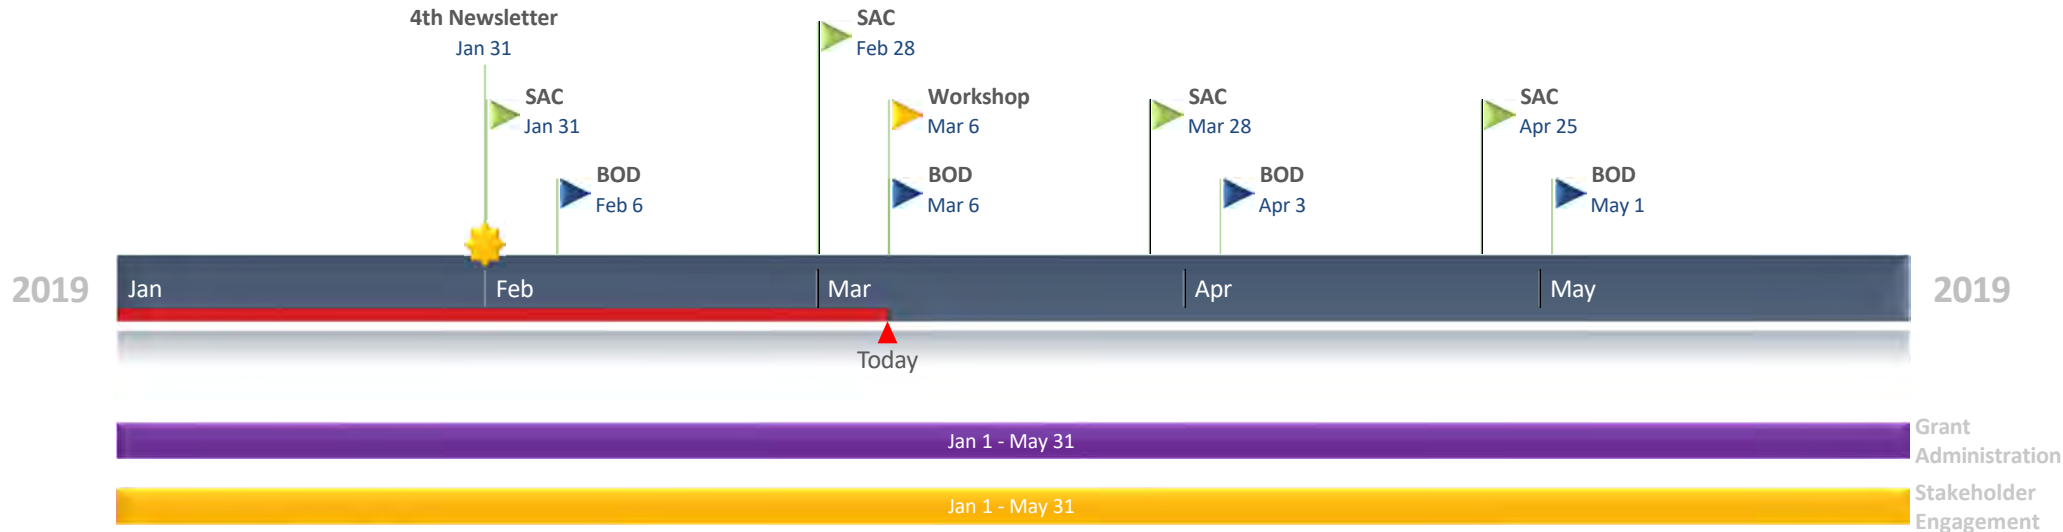 4th Newsletter
Jan 31
SAC
Feb 28
SAC
Jan 31
Workshop
Mar 6
SAC
Mar 28
SAC
Apr 25
BOD
Feb 6
BOD
Mar 6
BOD
Apr 3
BOD
May 1
2019
Jan
Feb
Mar
Apr
May
2019
Today
Jan 1 - May 31
Grant
Administration
Jan 1 - May 31
Stakeholder
Engagement